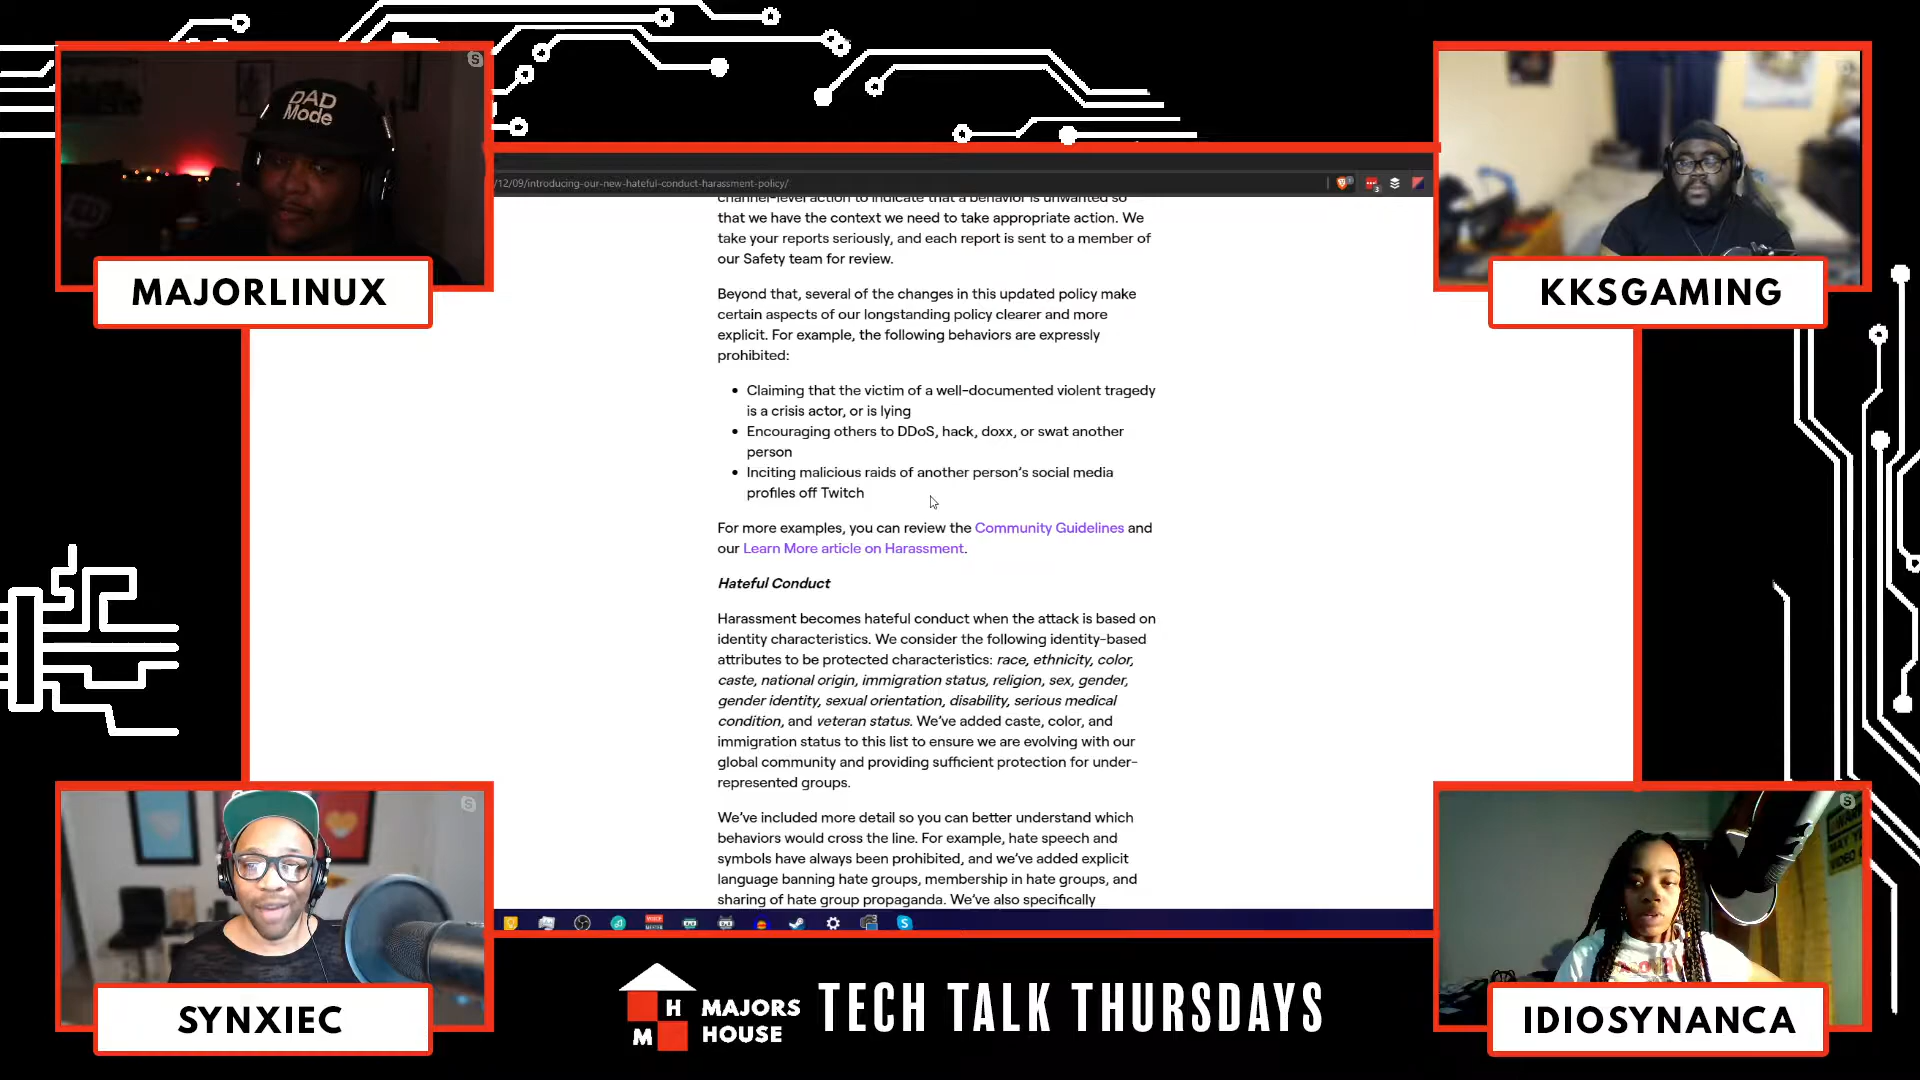 DAD
Mode
MAJORLINUX
KKSGAMING
/12/09/introducing-our-new-hateful-conduct-harassment-policy/
channel-level action to indicate that a behavior is unwanted so
that we have the context we need to take appropriate action. We
take your reports seriously, and each report is sent to a member of
our Safety team for review.
Beyond that, several of the changes in this updated policy make
certain aspects of our longstanding policy clearer and more
explicit. For example, the following behaviors are expressly
prohibited:
• Claiming that the victim of a well-documented violent tragedy
is a crisis actor, or is lying
• Encouraging others to DDoS, hack, doxx, or swat another
person
• Inciting malicious raids of another person's social media
profiles off Twitch
For more examples, you can review the Community Guidelines and
our Learn More article on Harassment.
Hateful Conduct
Harassment becomes hateful conduct when the attack is based on
identity characteristics. We consider the following identity-based
attributes to be protected characteristics: race, ethnicity, color,
caste, national origin, immigration status, religion, sex, gender,
gender identity, sexual orientation, disability, serious medical
condition, and veteran status. We've added caste, color, and
immigration status to this list to ensure we are evolving with our
global community and providing sufficient protection for under-
represented groups.
We've included more detail so you can better understand which
behaviors would cross the line. For example, hate speech and
symbols have always been prohibited, and we've added explicit
language banning hate groups, membership in hate groups, and
sharing of hate group propaganda. We've also specifically
SYNXIEC
IDIOSYNANCA
H
M
MAJORS
HOUSE
TECH TALK THURSDAYS